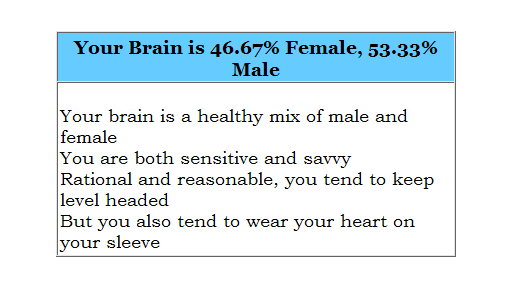 Your Brain is 46.67% Female, 53.33%
Male
Your brain is a healthy mix of male and
female
You are both sensitive and savvy
Rational and reasonable, you tend to keep
level headed
But you also tend to wear your heart on
your sleeve